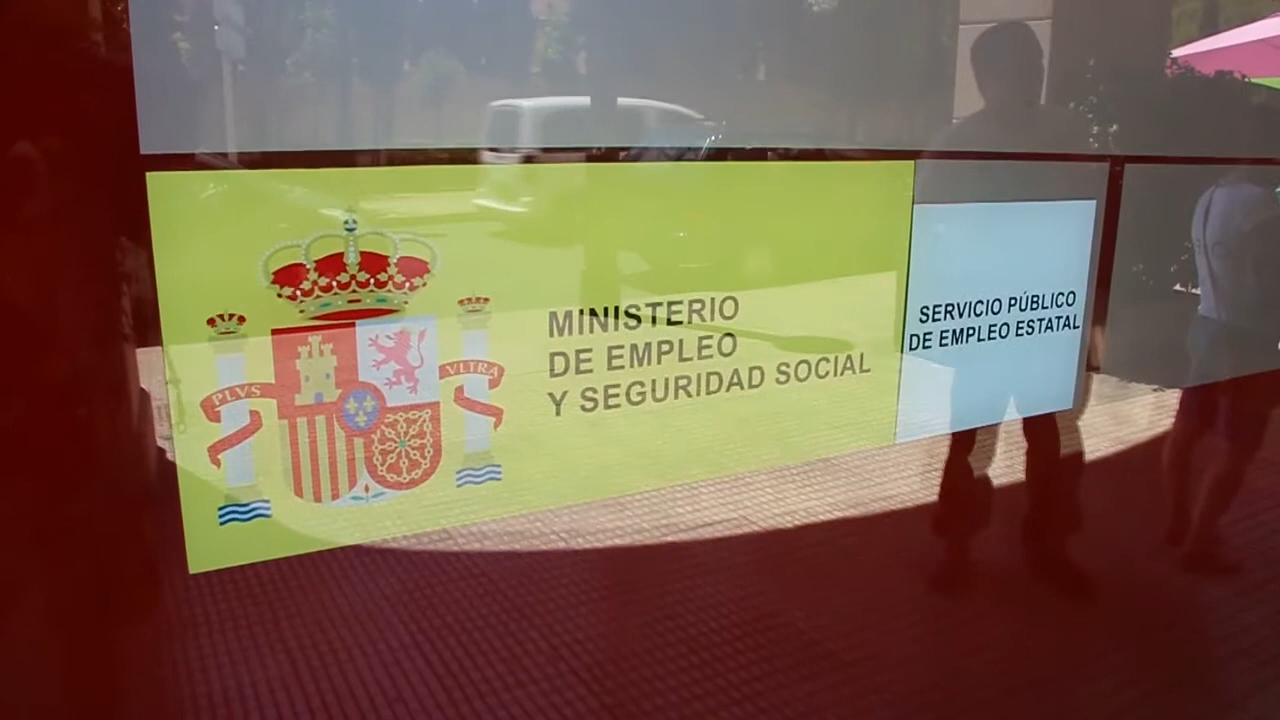 PLVS
VLTRA
MINISTERIO
DE EMPLEO
Y SEGURIDAD SOCIAL
SERVICIO PÚBLICO
DE EMPLEO ESTATAL